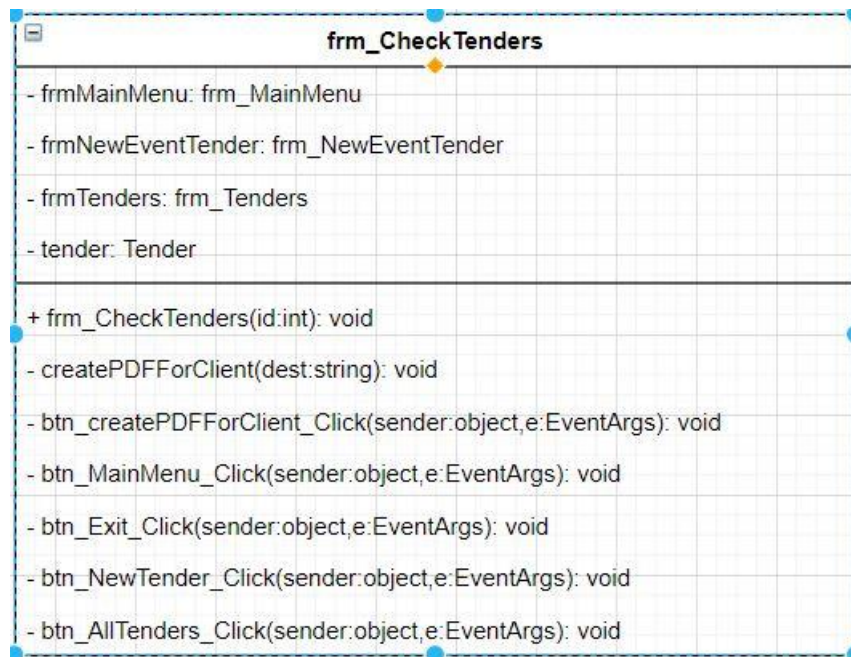 frm_CheckTenders
- frmMainMenu: frm_MainMenu
- frmNewEventTender: frm_NewEventTender
- frmTenders: frm_Tenders
- tender: Tender
+ frm_CheckTenders(id:int): void
- createPDFForClient(dest:string): void
- btn_createPDFForClient_Click(sender:object,e:EventArgs): void
- btn_MainMenu_Click(sender:object,e:EventArgs): void
- btn_Exit_Click(sender:object,e:EventArgs): void
- btn_NewTender_Click(sender:object,e:EventArgs): void
- btn_AllTenders_Click(sender:object,e:EventArgs): void